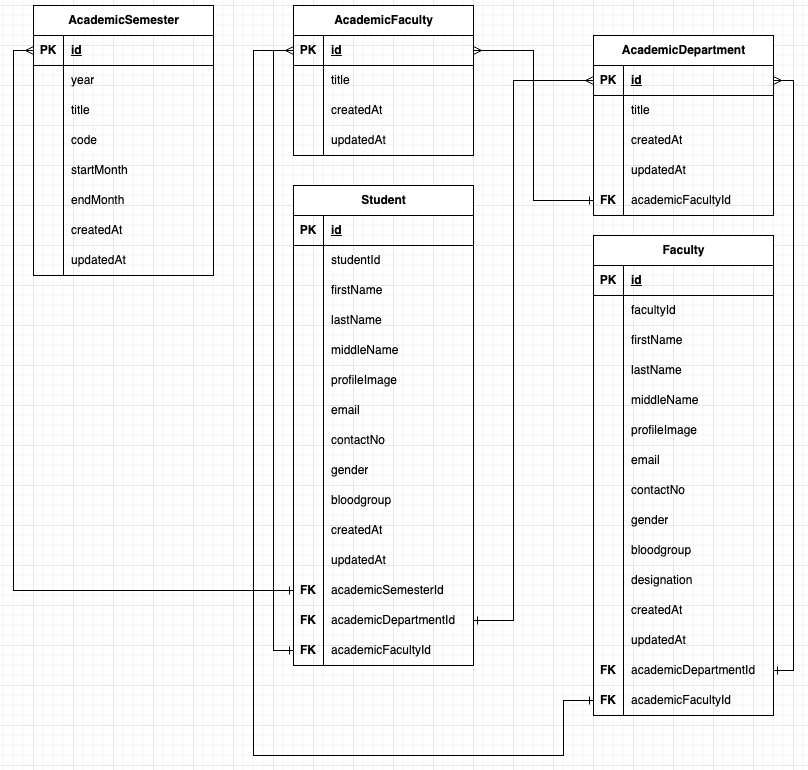 AcademicSemester
PK id
year
title
code
startMonth
endMonth
createdAt
updatedAt
AcademicFaculty
PK id
title
createdAt
updatedAt
AcademicDepartment
PK id
title
createdAt
updatedAt
FK academicFacultyId
Student
PK id
studentId
firstName
lastName
middleName
profileImage
email
contactNo
gender
bloodgroup
createdAt
updatedAt
FK academicSemesterId
FK academicDepartmentId
FK academicFacultyId
Faculty
PK id
facultyId
firstName
lastName
middleName
profileImage
email
contactNo
gender
bloodgroup
designation
createdAt
updatedAt
FK academicDepartmentId
FK academicFacultyId